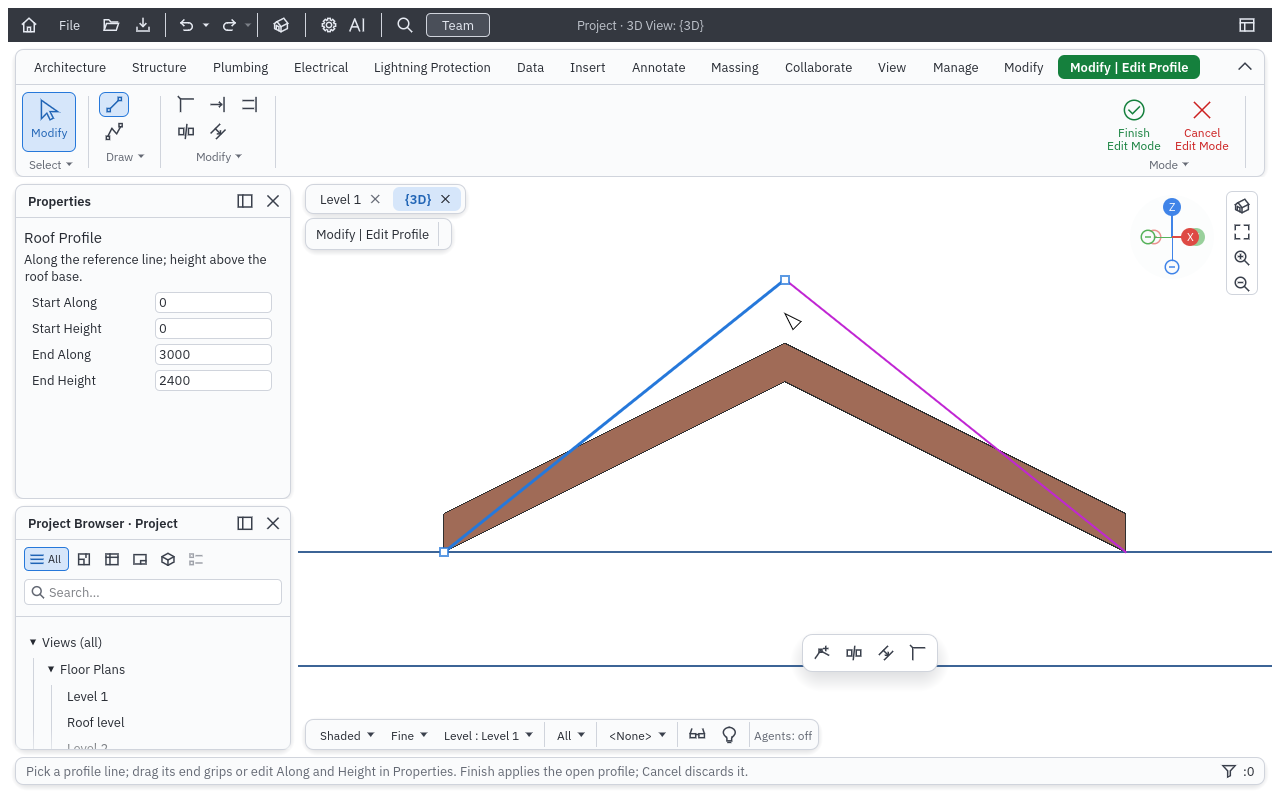 File
AI
Team
Project · 3D View: {3D}
Architecture
Structure
Plumbing
Electrical
Lightning Protection
Data
Insert
Annotate
Massing
Collaborate
View
Manage
Modify
Modify | Edit Profile
Modify
Select
Draw
Modify
Finish
Edit Mode
Cancel
Edit Mode
Mode
Properties
Roof Profile
Along the reference line; height above the
roof base.
Start Along
0
Start Height
0
End Along
3000
End Height
2400
Project Browser · Project
All
Search...
Views (all)
Floor Plans
Level 1
Roof level
Level 2
Level 1
{3D}
Modify | Edit Profile
Z
X
Shaded
Fine
Level : Level 1
All
<None>
Agents: off
Pick a profile line; drag its end grips or edit Along and Height in Properties. Finish applies the open profile; Cancel discards it.
:0